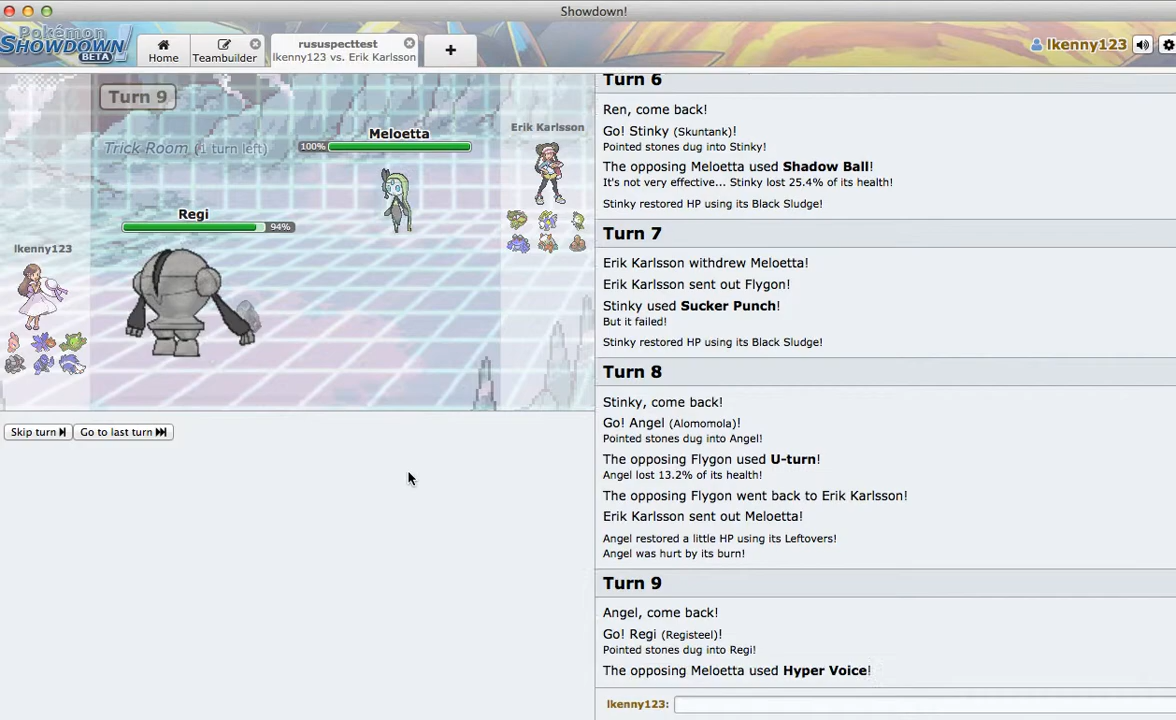 Showdown!
Pokémon
SHOWDOWN!
BETA
Home
Teambuilder
rususpecttest
lkenny123 vs. Erik Karlsson
+
lkenny123
Turn 9
Trick Room (1 turn left)
Meloetta
100%
Erik Karlsson
Regi
94%
lkenny123
Skip turn
Go to last turn
Turn 6
Ren, come back!
Go! Stinky (Skuntank)!
Pointed stones dug into Stinky!
The opposing Meloetta used Shadow Ball!
It's not very effective... Stinky lost 25.4% of its health!
Stinky restored HP using its Black Sludge!
Turn 7
Erik Karlsson withdrew Meloetta!
Erik Karlsson sent out Flygon!
Stinky used Sucker Punch!
But it failed!
Stinky restored HP using its Black Sludge!
Turn 8
Stinky, come back!
Go! Angel (Alomomola)!
Pointed stones dug into Angel!
The opposing Flygon used U-turn!
Angel lost 13.2% of its health!
The opposing Flygon went back to Erik Karlsson!
Erik Karlsson sent out Meloetta!
Angel restored a little HP using its Leftovers!
Angel was hurt by its burn!
Turn 9
Angel, come back!
Go! Regi (Registeel)!
Pointed stones dug into Regi!
The opposing Meloetta used Hyper Voice!
lkenny123: